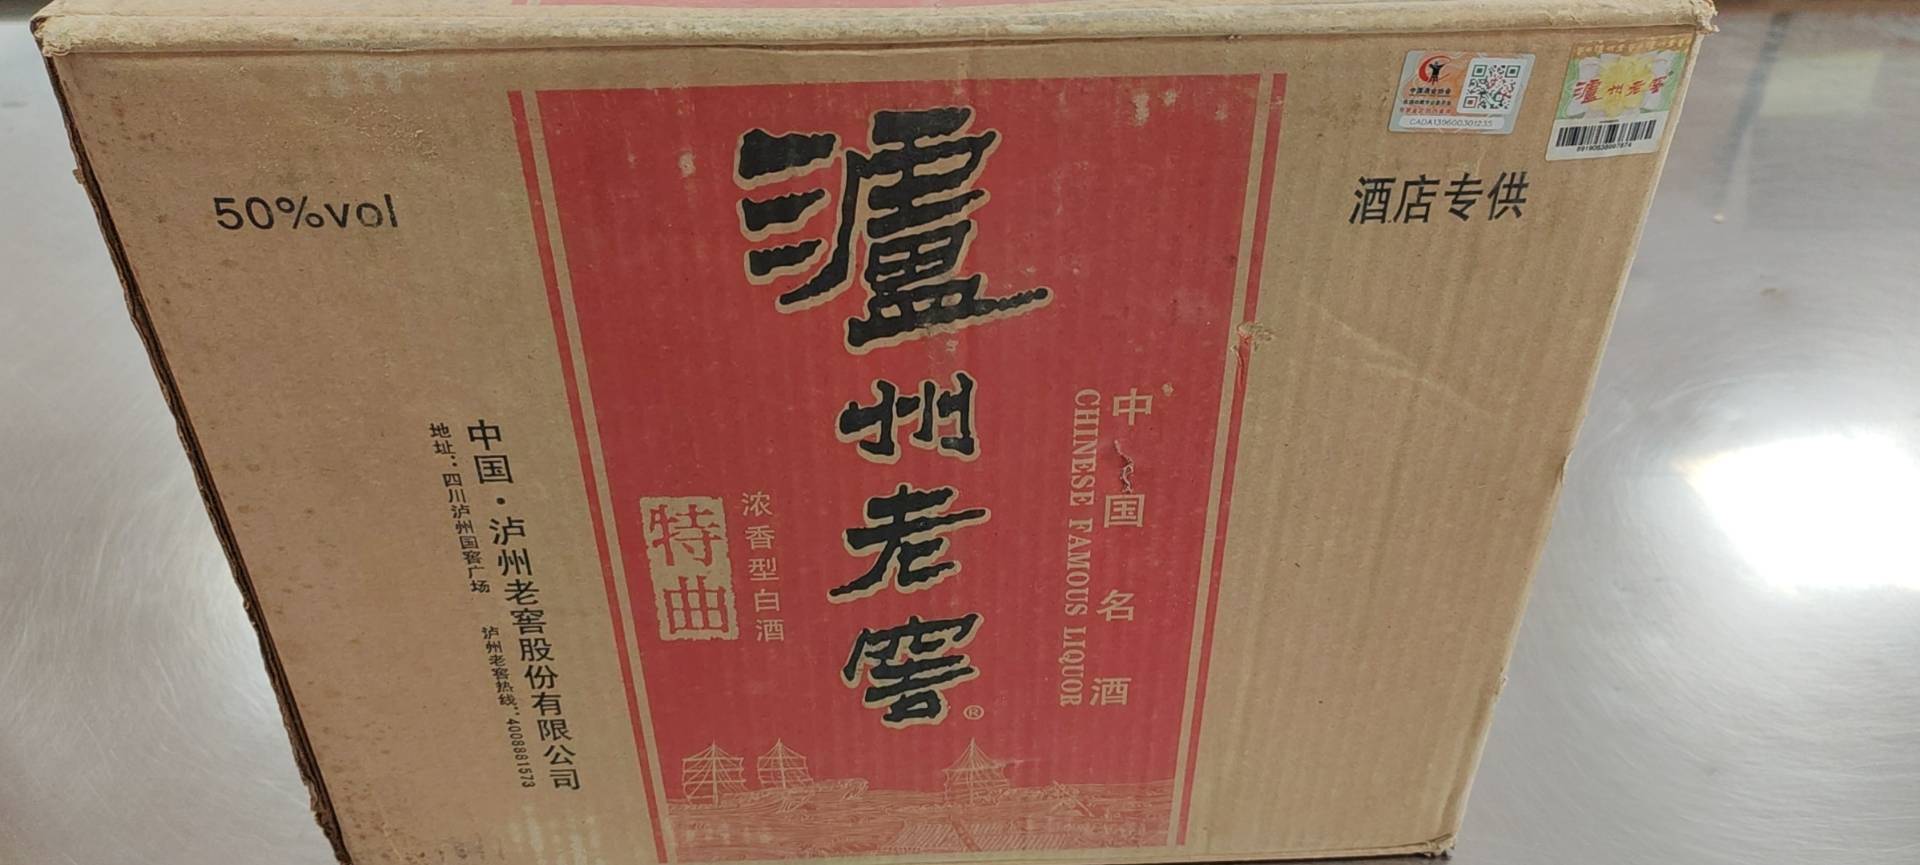 50%vol
泸州老窖
酒店专供
瀘州老窖®
中国名酒
CHINESE FAMOUS LIQUOR
浓香型白酒
特曲
中国·泸州老窖股份有限公司
地址：四川泸州国窖广场 泸州老窖热线：4008881573